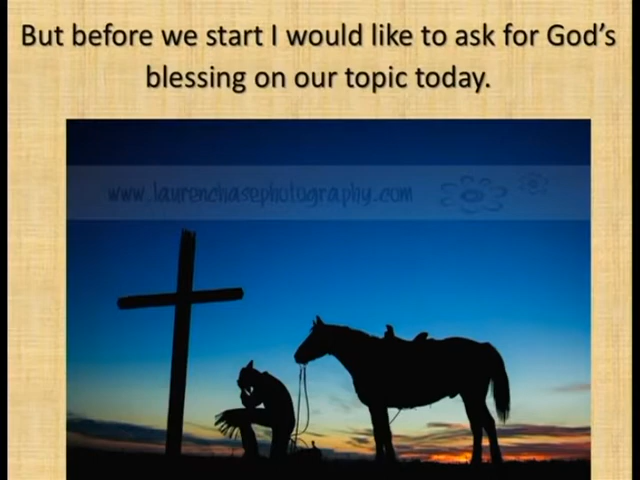 But before we start I would like to ask for God's
blessing on our topic today.
www.laurenchasephotography.com